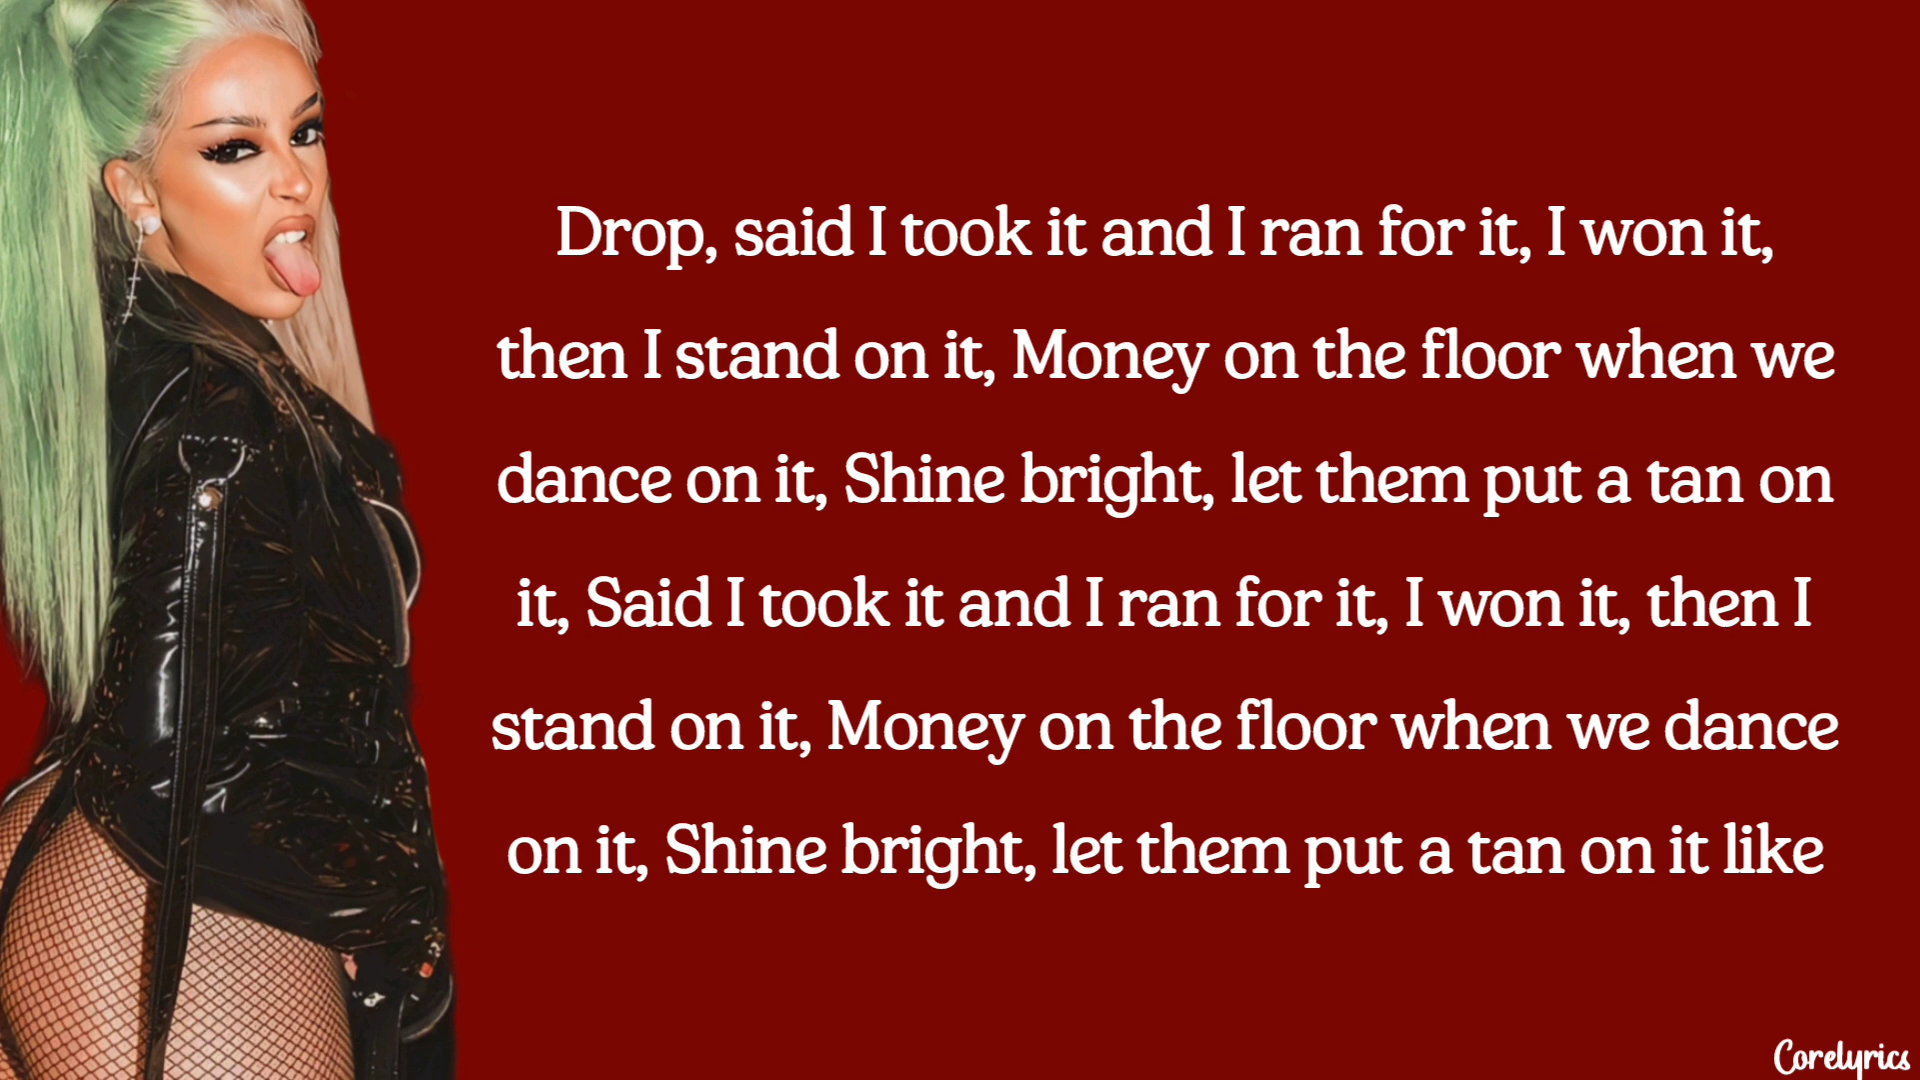 Drop, said I took it and I ran for it, I won it,
then I stand on it, Money on the floor when we
dance on it, Shine bright, let them put a tan on
it, Said I took it and I ran for it, I won it, then I
stand on it, Money on the floor when we dance
on it, Shine bright, let them put a tan on it like
Corelyrics